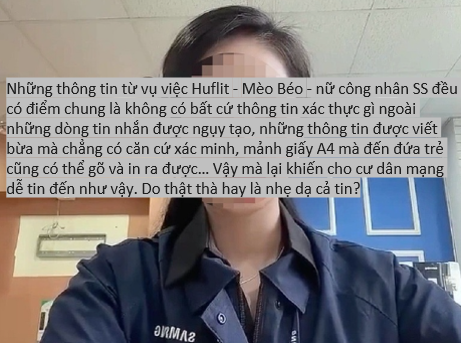 Những thông tin từ vụ việc Huflit - Mèo Béo - nữ công nhân SS đều
có điểm chung là không có bất cứ thông tin xác thực gì ngoài
những dòng tin nhắn được ngụy tạo, những thông tin được viết
bừa mà chẳng có căn cứ xác minh, mảnh giấy A4 mà đến đứa trẻ
cũng có thể gõ và in ra được... Vậy mà lại khiến cho cư dân mạng
dễ tin đến như vậy. Do thật thà hay là nhẹ dạ cả tin?